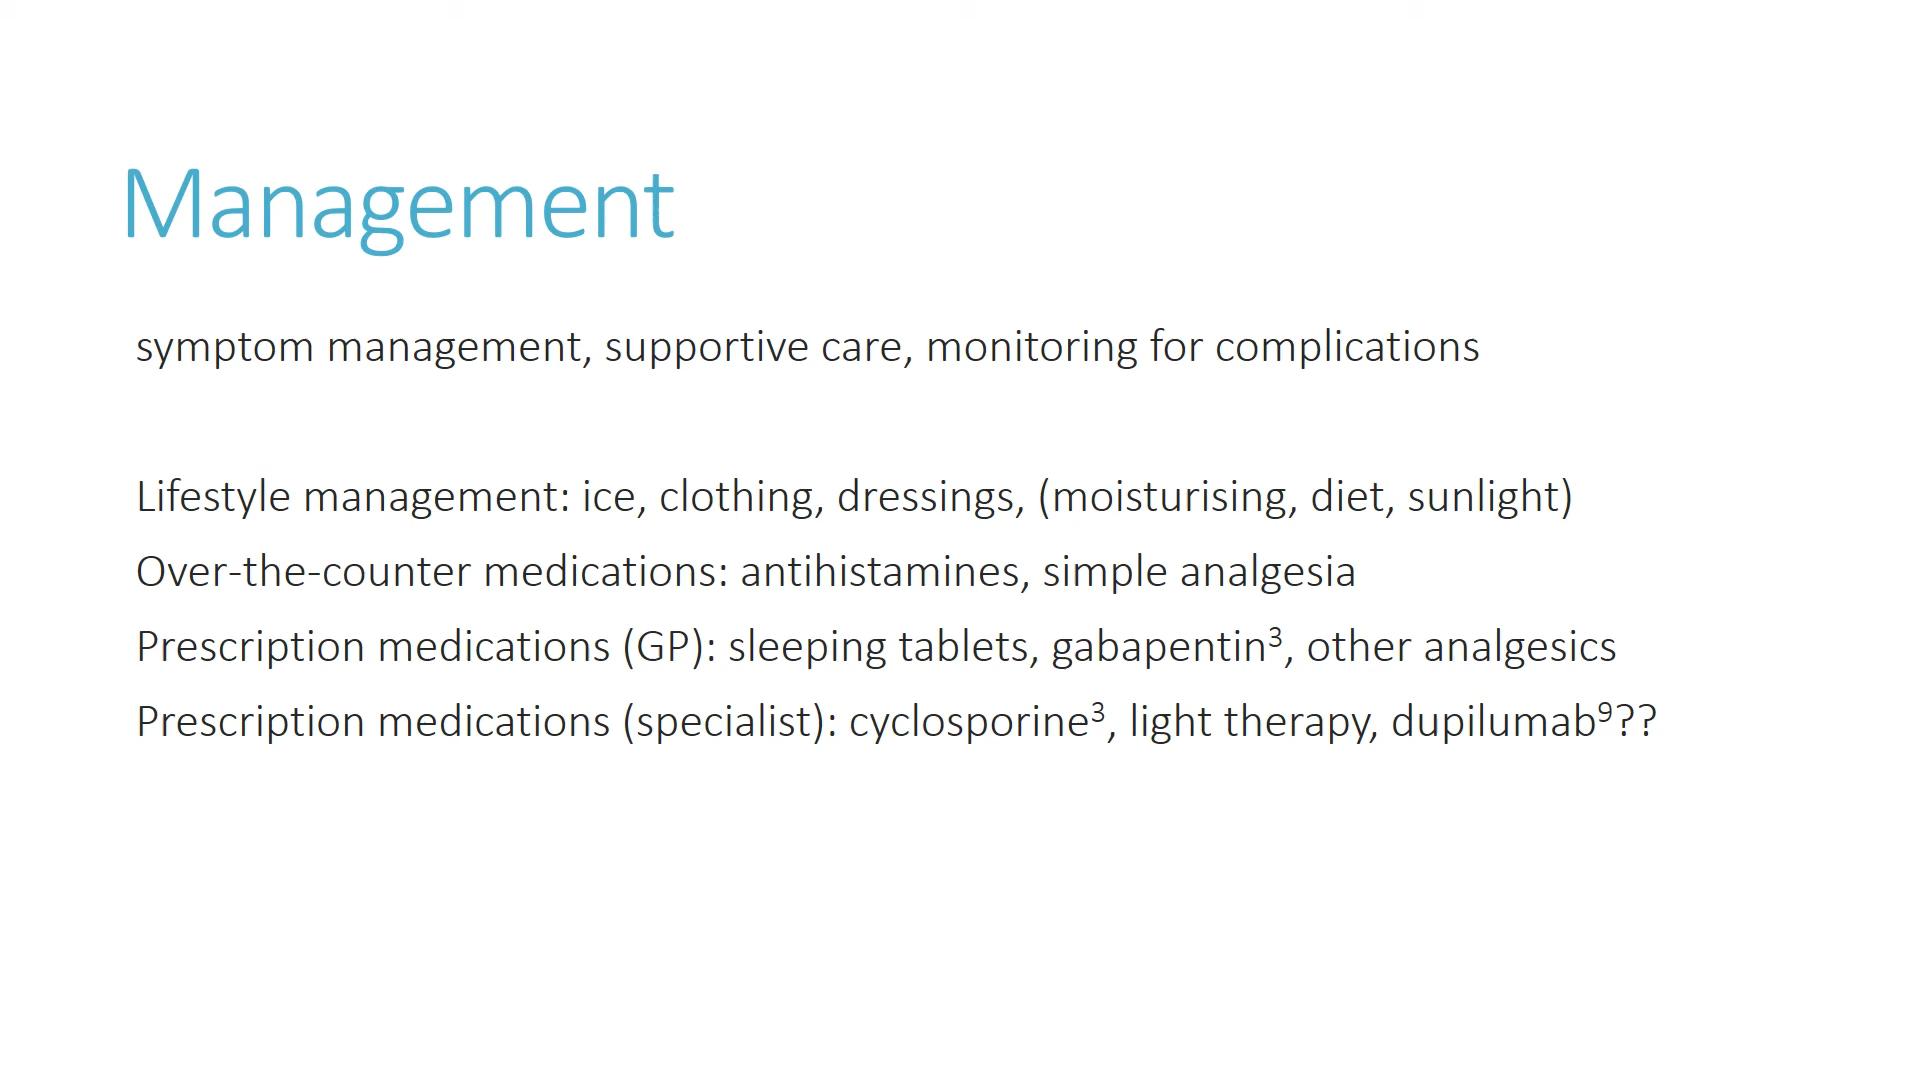 Management
symptom management, supportive care, monitoring for complications
Lifestyle management: ice, clothing, dressings, (moisturising, diet, sunlight)
Over-the-counter medications: antihistamines, simple analgesia
Prescription medications (GP): sleeping tablets, gabapentin³, other analgesics
Prescription medications (specialist): cyclosporine³, light therapy, dupilumab⁹??